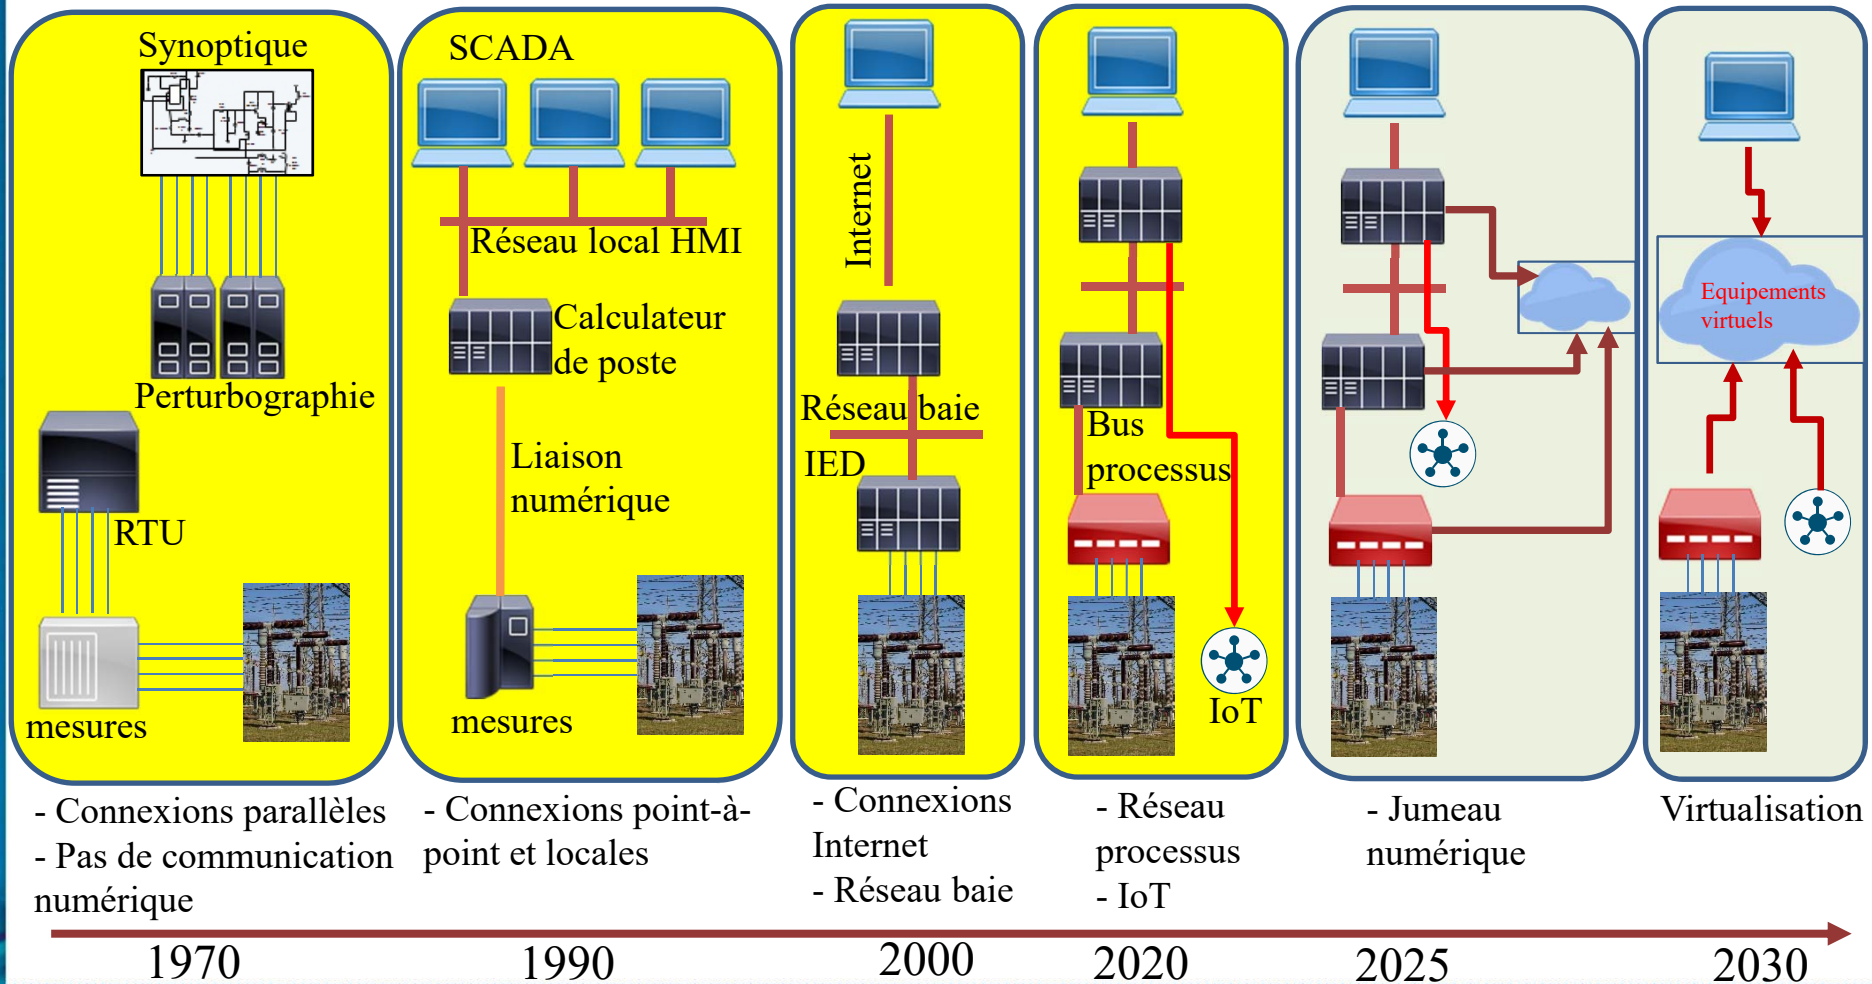 Synoptique
Perturbographie
RTU
mesures
- Connexions parallèles
- Pas de communication
numérique
1970
SCADA
Réseau local HMI
Calculateur
de poste
Liaison
numérique
mesures
- Connexions point-à-
point et locales
1990
Internet
Réseau baie
IED
- Connexions
Internet
- Réseau baie
2000
Bus
processus
IoT
- Réseau
processus
- IoT
2020
- Jumeau
numérique
2025
Equipements
virtuels
Virtualisation
2030